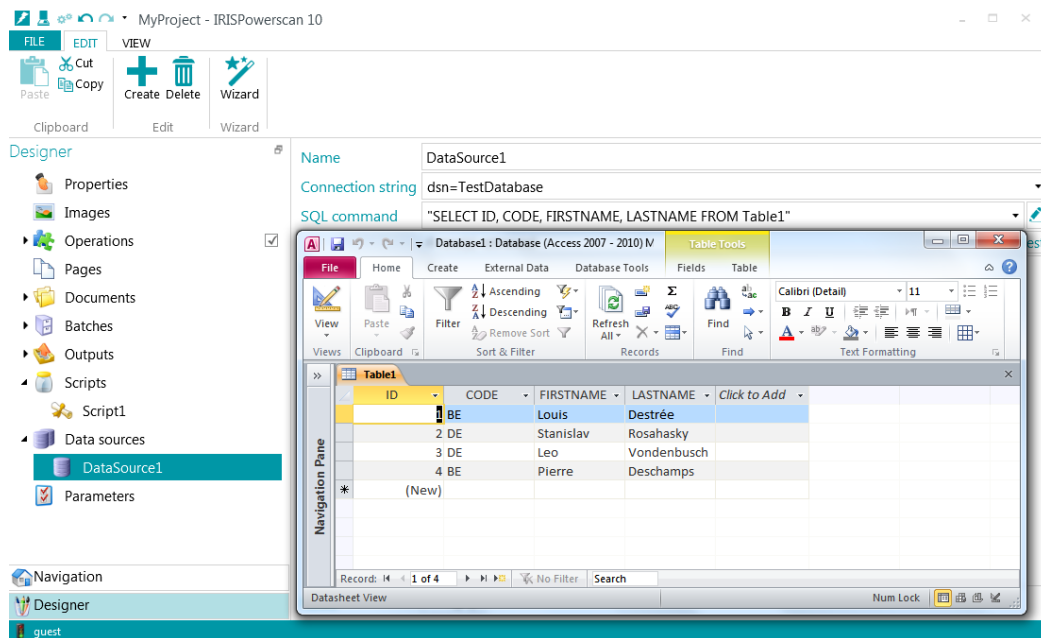 MyProject - IRISPowerscan 10
FILE EDIT VIEW
Paste Cut Copy Create Delete Wizard
Clipboard Edit Wizard
Designer
Properties
Images
Operations
Pages
Documents
Batches
Outputs
Scripts
Script1
Data sources
DataSource1
Parameters
Navigation
Designer
guest
Name DataSource1
Connection string dsn=TestDatabase
SQL command "SELECT ID, CODE, FIRSTNAME, LASTNAME FROM Table1"
Database1 : Database (Access 2007 - 2010) M Table Tools
File Home Create External Data Database Tools Fields Table
View Paste Filter Ascending Descending Remove Sort Refresh All Find Calibri (Detail) 11
B I U
Views Clipboard Sort & Filter Records Find Text Formatting
Table1
ID CODE FIRSTNAME LASTNAME Click to Add
1 BE Louis Destrée
2 DE Stanislav Rosahasky
3 DE Leo Vondenbusch
4 BE Pierre Deschamps
(New)
Navigation Pane
Record: 1 of 4 No Filter Search
Datasheet View Num Lock